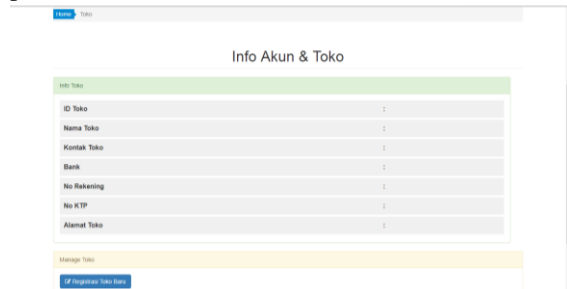 Home Toko
Info Akun & Toko
Info Toko
ID Toko :
Nama Toko :
Kontak Toko :
Bank :
No Rekening :
No KTP :
Alamat Toko :
Manage Toko
Registrasi Toko Baru